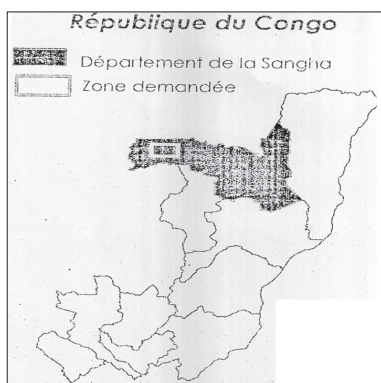 République du Congo
Département de la Sangha
Zone demandée